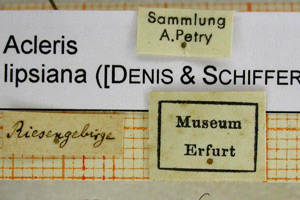 Sammlung
A.Petry
Acleris
lipsiana ([DENIS & SCHIFFER
Riesengebirge
Museum
Erfurt